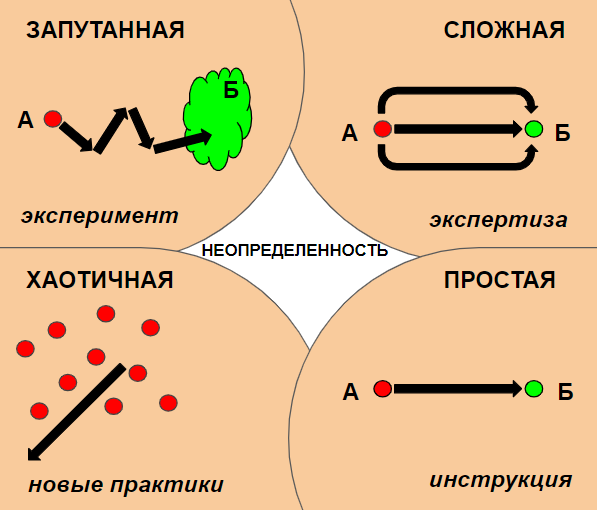 ЗАПУТАННАЯ
А
Б
эксперимент
СЛОЖНАЯ
А
Б
экспертиза
НЕОПРЕДЕЛЕННОСТЬ
ХАОТИЧНАЯ
новые практики
ПРОСТАЯ
А
Б
инструкция